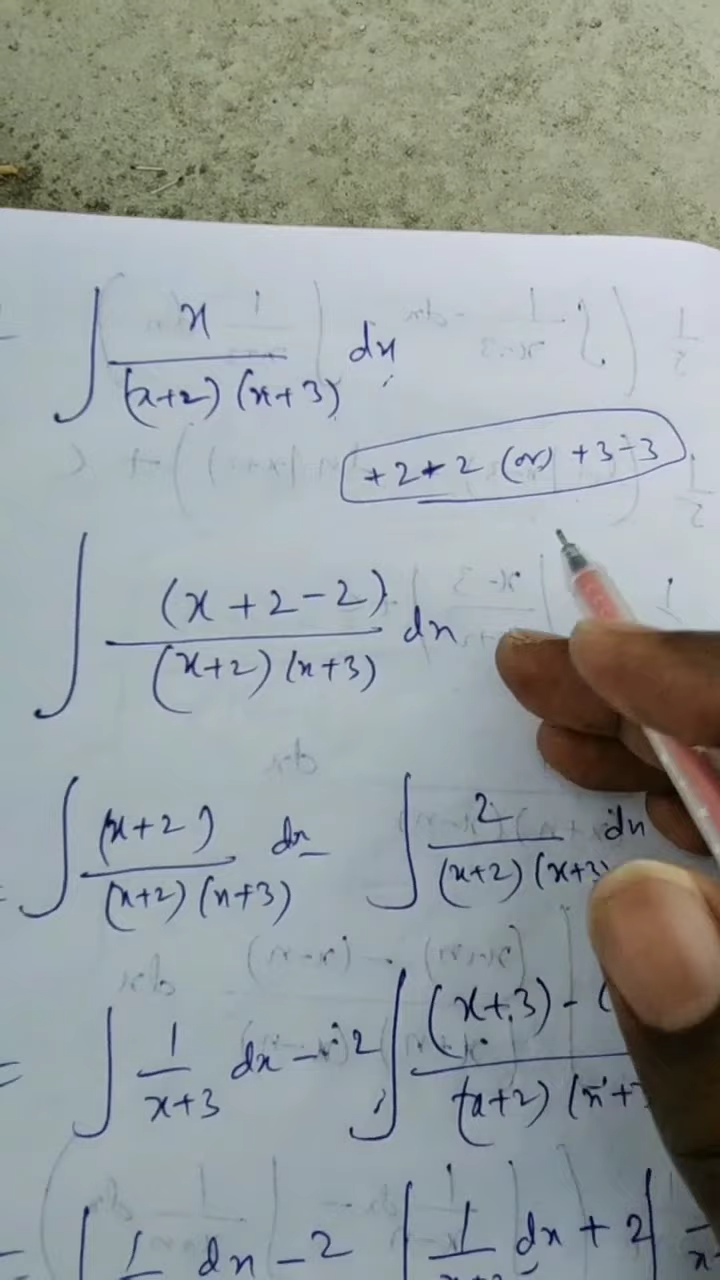 ∫ x / (x+2)(x+3) dx
+2-2 (or) +3-3
∫ (x+2-2) / (x+2)(x+3) dx
= ∫ (x+2) / (x+2)(x+3) dx ∫ 2 / (x+2)(x+3) dx
= ∫ 1 / x+3 dx - 2 ∫ (x+3) - ( / (x+2)(x+
= ∫ 1 dx - 2 ∫ 1 dx + 2 ∫